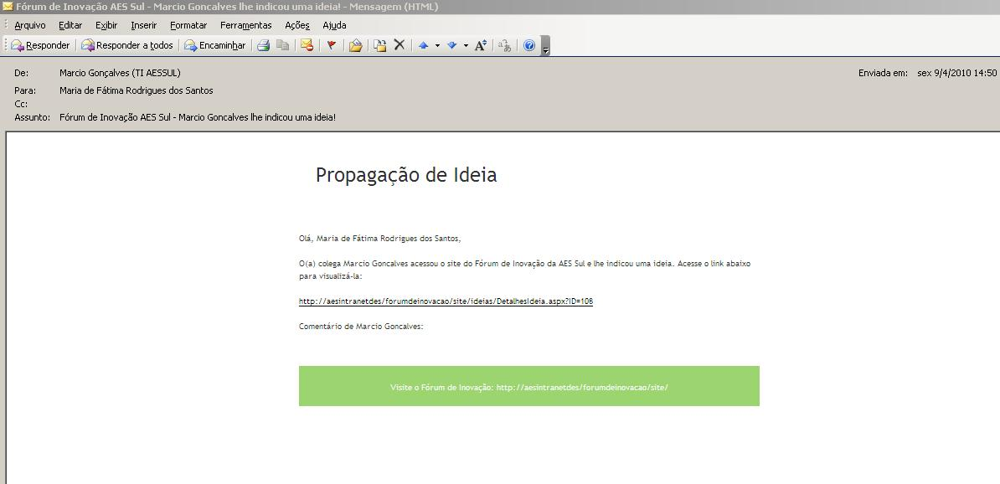 Fórum de Inovação AES Sul - Marcio Goncalves lhe indicou uma ideia! - Mensagem (HTML)
Arquivo Editar Exibir Inserir Formatar Ferramentas Ações Ajuda
Responder Responder a todos Encaminhar
De: Marcio Gonçalves (TI AESSUL) Enviada em: sex 9/4/2010 14:50
Para: Maria de Fátima Rodrigues dos Santos
Cc:
Assunto: Fórum de Inovação AES Sul - Marcio Goncalves lhe indicou uma ideia!
Propagação de Ideia
Olá, Maria de Fátima Rodrigues dos Santos,
O(a) colega Marcio Goncalves acessou o site do Fórum de Inovação da AES Sul e lhe indicou uma ideia. Acesse o link abaixo
para visualizá-la:
http://aesintranetdes/forumdeinovacao/site/ideias/DetalhesIdeia.aspx?ID=108
Comentário de Marcio Goncalves:
Visite o Fórum de Inovação: http://aesintranetdes/forumdeinovacao/site/